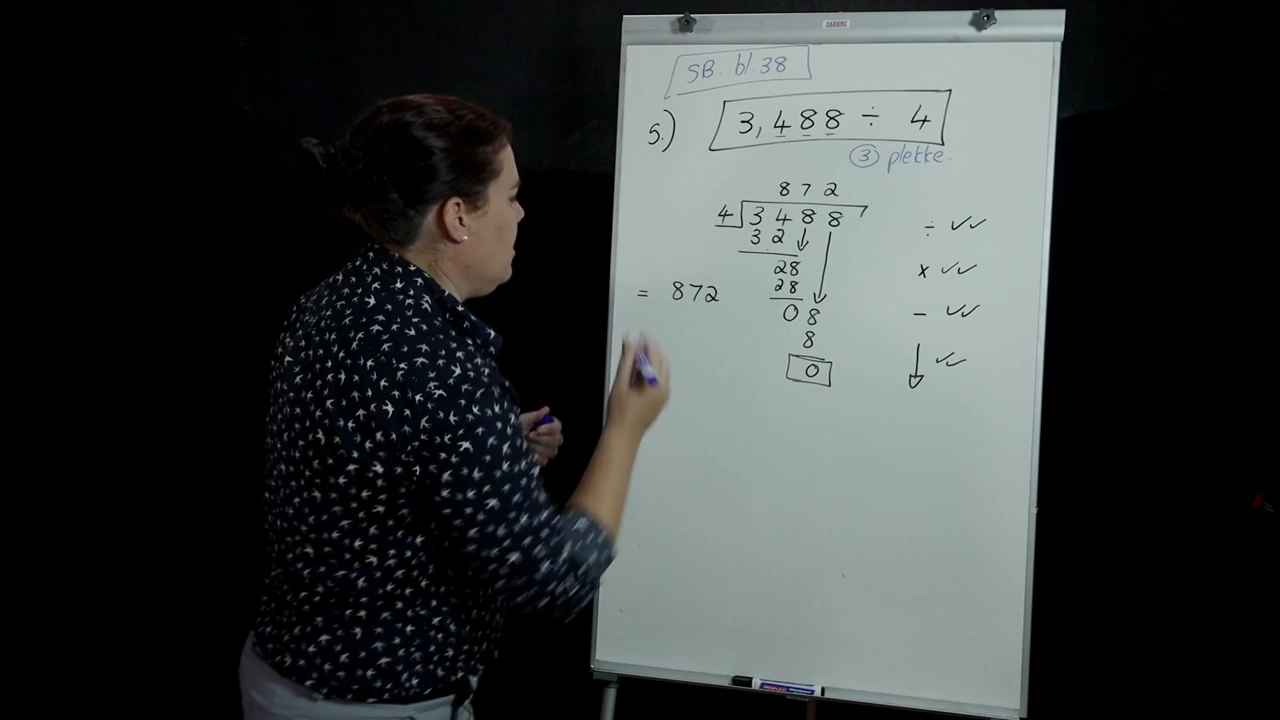 PARROT
SB. bl.38
5.) 3,488 ÷ 4
③ plekke.
872
4 3488 ÷ ✓✓
32
28 x ✓✓
28
= 872
08 – ✓✓
8
0 ↓ ✓✓